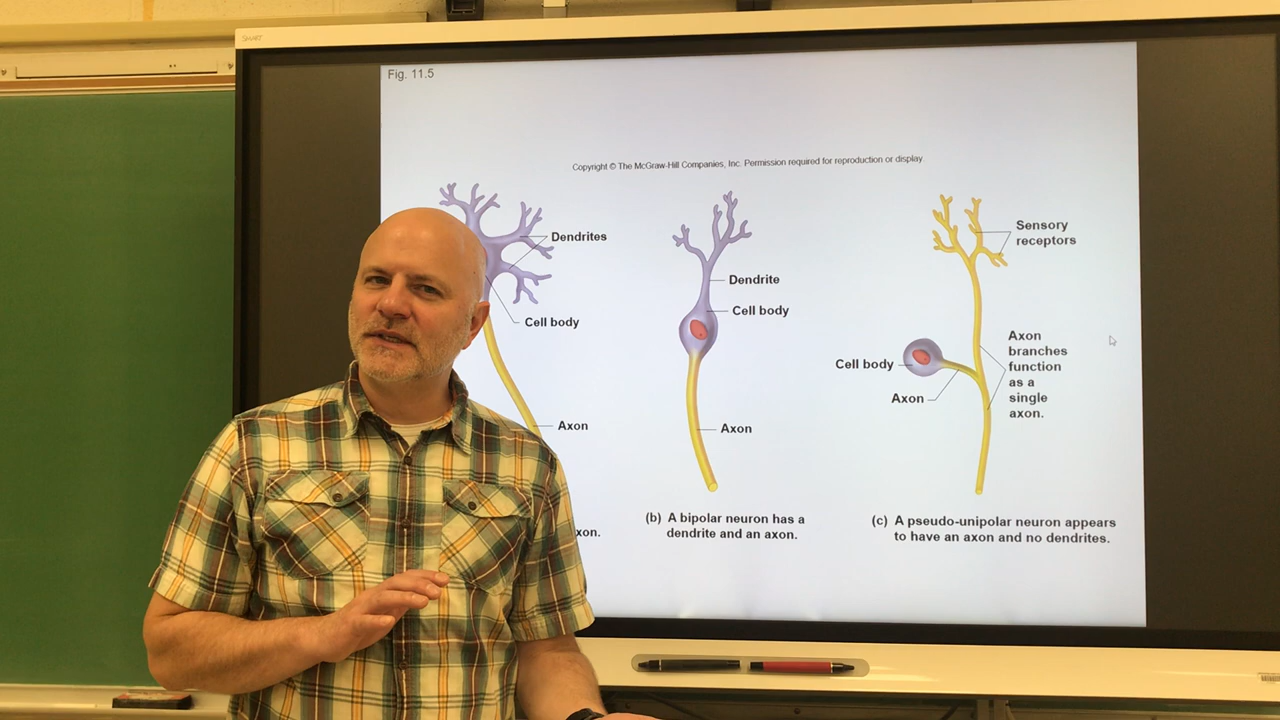 SMART
Fig. 11.5
Copyright © The McGraw-Hill Companies, Inc. Permission required for reproduction or display.
Dendrites
Cell body
Axon
xon.
Dendrite
Cell body
Axon
(b) A bipolar neuron has a
dendrite and an axon.
Sensory
receptors
Cell body
Axon
Axon
branches
function
as a
single
axon.
(c) A pseudo-unipolar neuron appears
to have an axon and no dendrites.